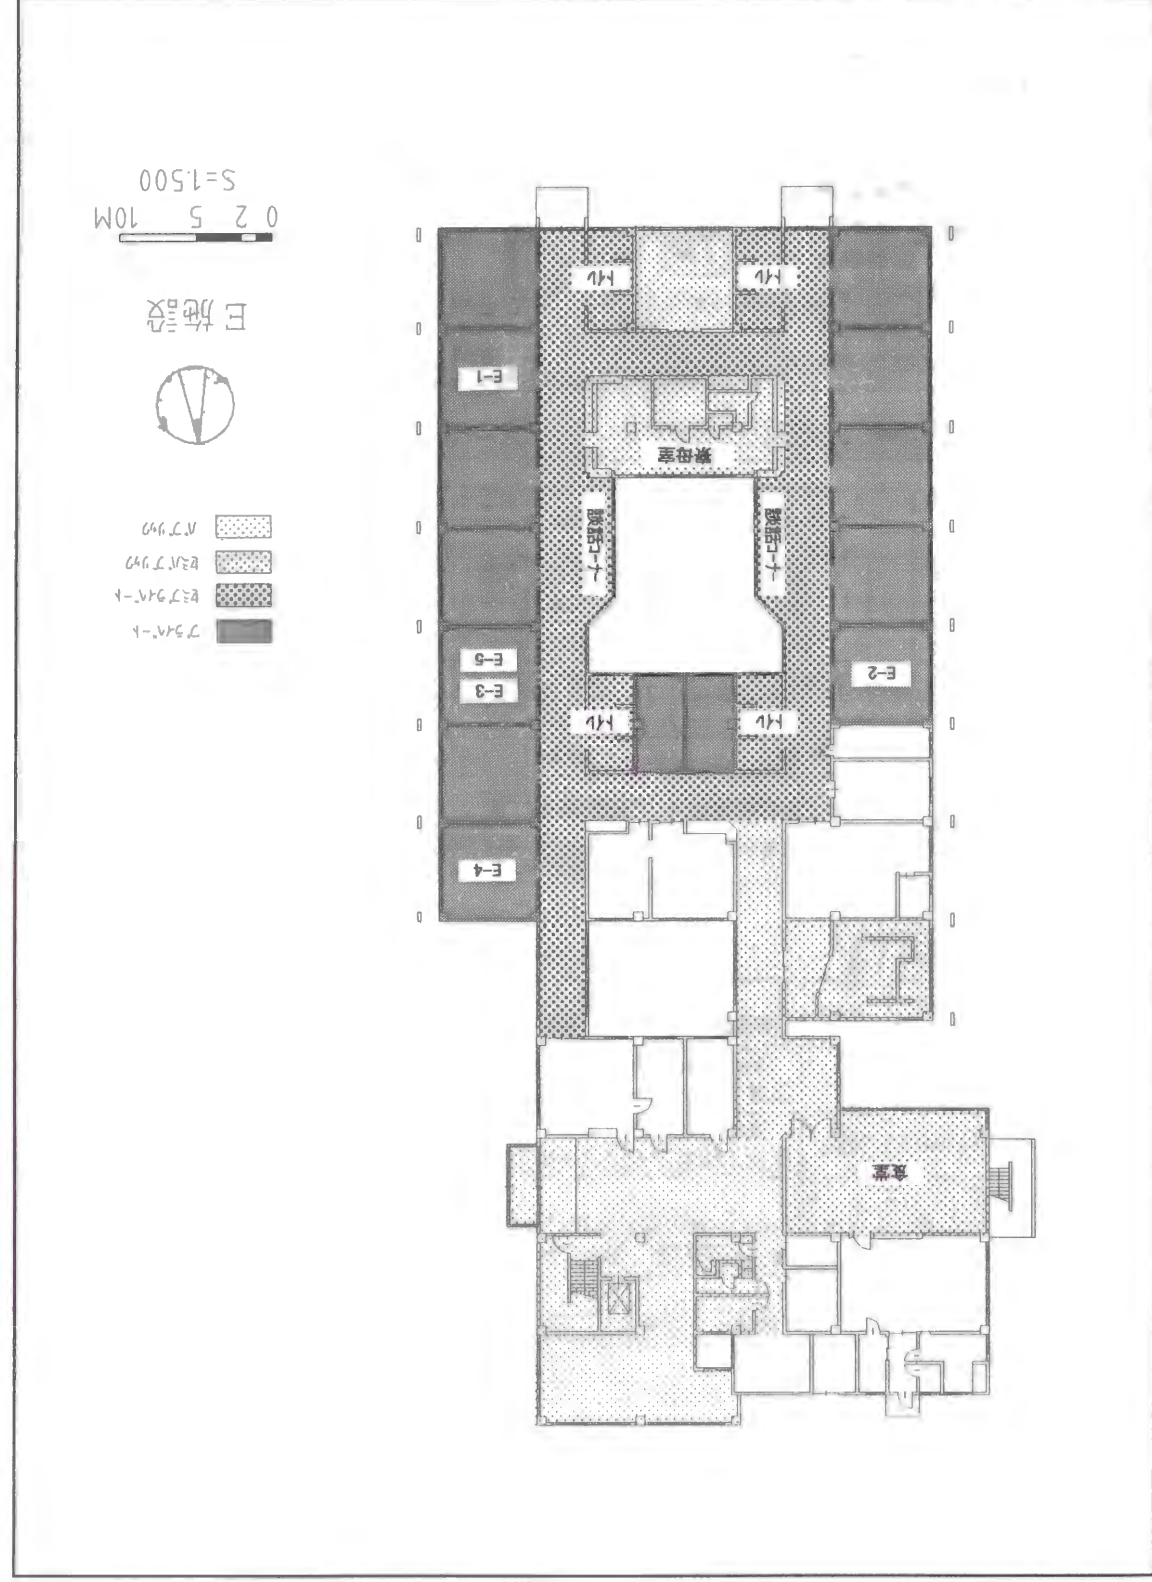 食堂
E-4
トイレ
トイレ
E-2
E-3
E-5
談話コーナー
談話コーナー
寮母室
E-1
トイレ
トイレ
プライベート
セミプライベート
セミパブリック
パブリック
E施設
0 2 5 10M
S=1.500